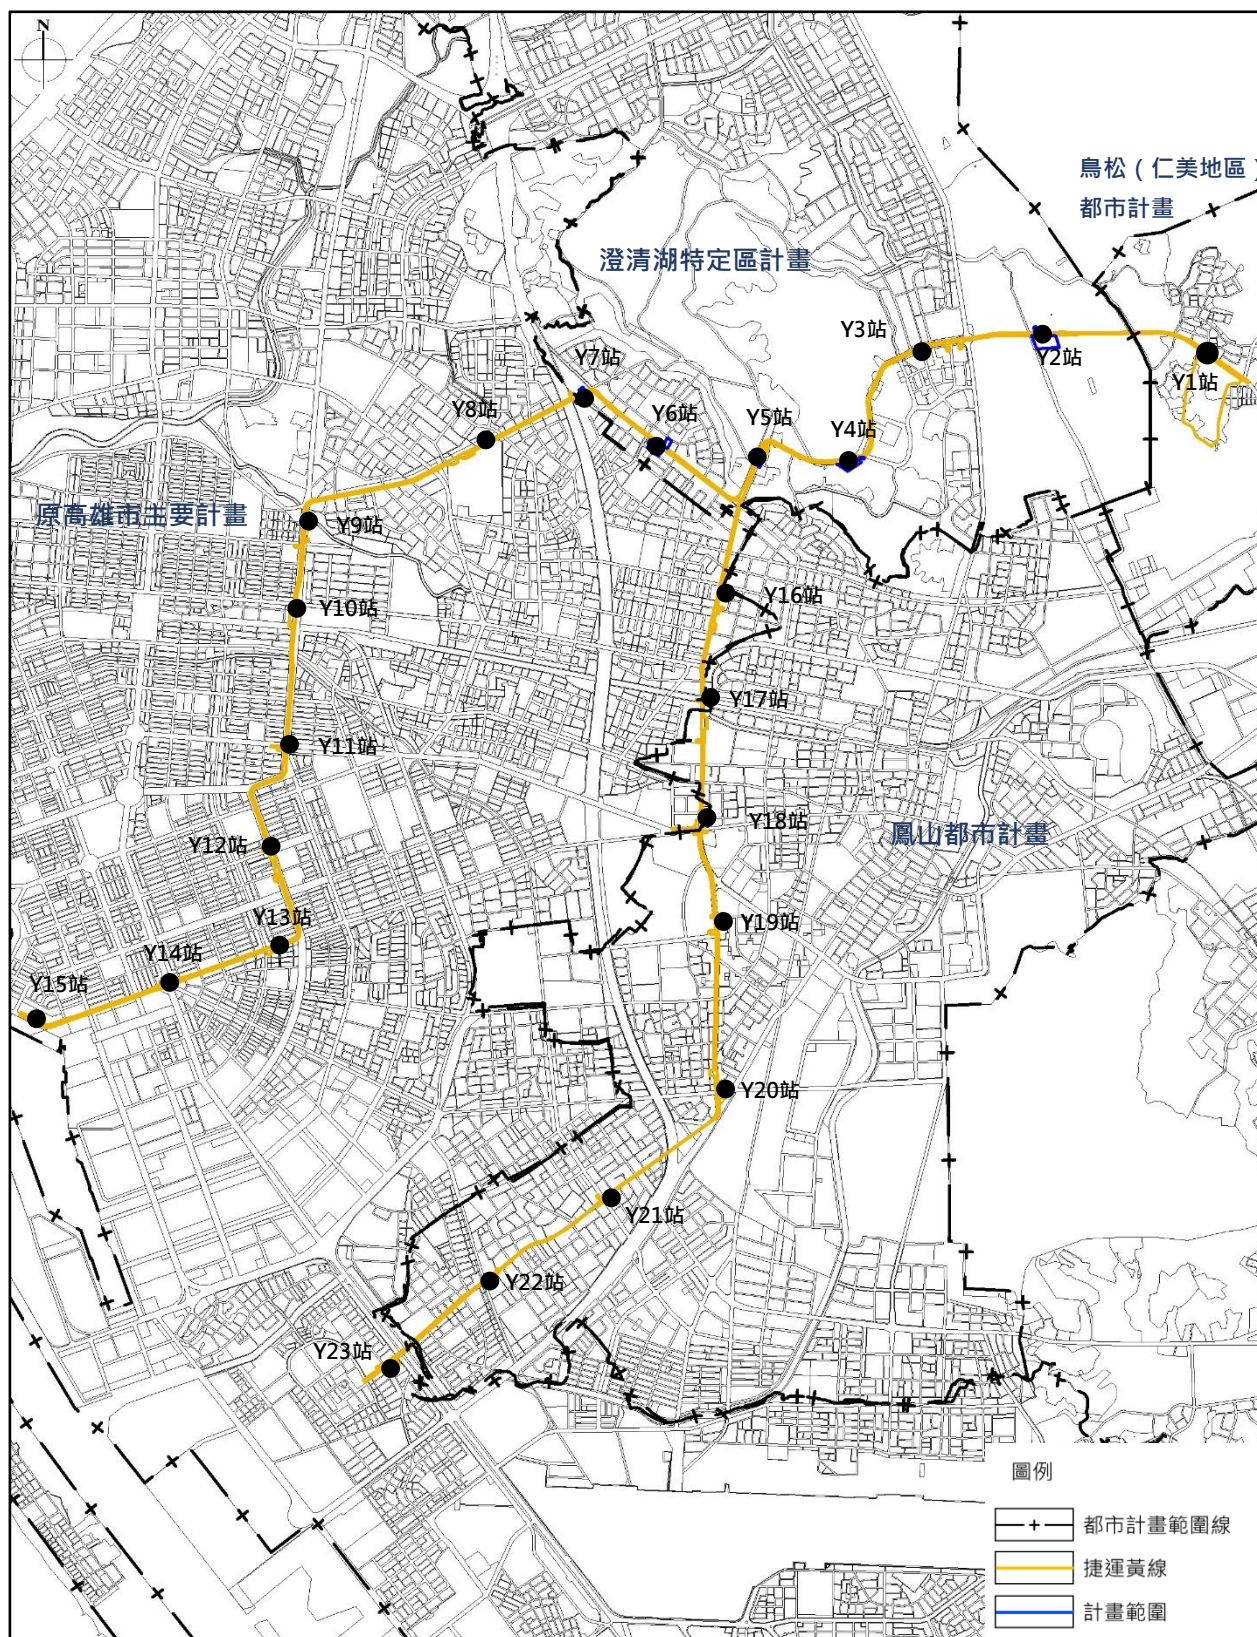 N
鳥松（仁美地區）
都市計畫
澄清湖特定區計畫
Y3站
Y2站
Y1站
Y7站
Y8站
Y6站
Y5站
Y4站
原高雄市主要計畫
Y9站
Y10站
Y16站
Y17站
Y11站
Y18站
鳳山都市計畫
Y12站
Y13站
Y19站
Y14站
Y15站
Y20站
Y21站
Y22站
Y23站
圖例
都市計畫範圍線
捷運黃線
計畫範圍